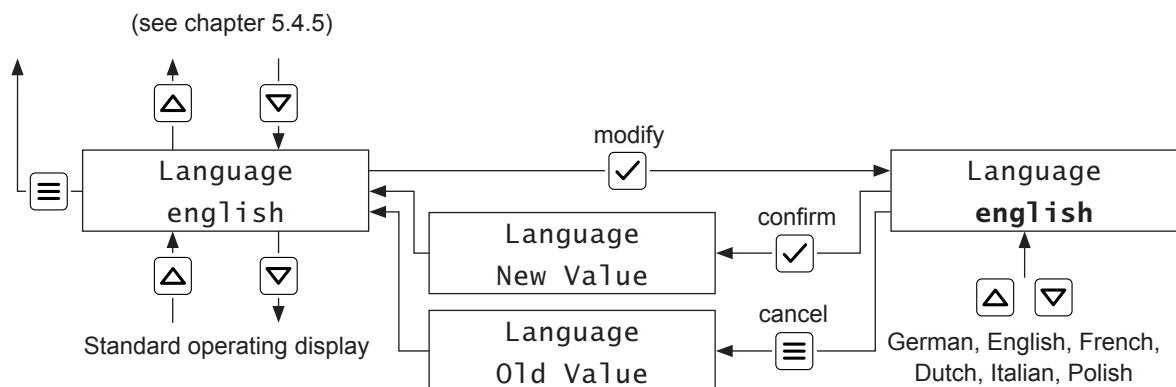 (see chapter 5.4.5)
modify
Language
english
Language
english
confirm
Language
New Value
cancel
Language
Old Value
Standard operating display
German, English, French,
Dutch, Italian, Polish